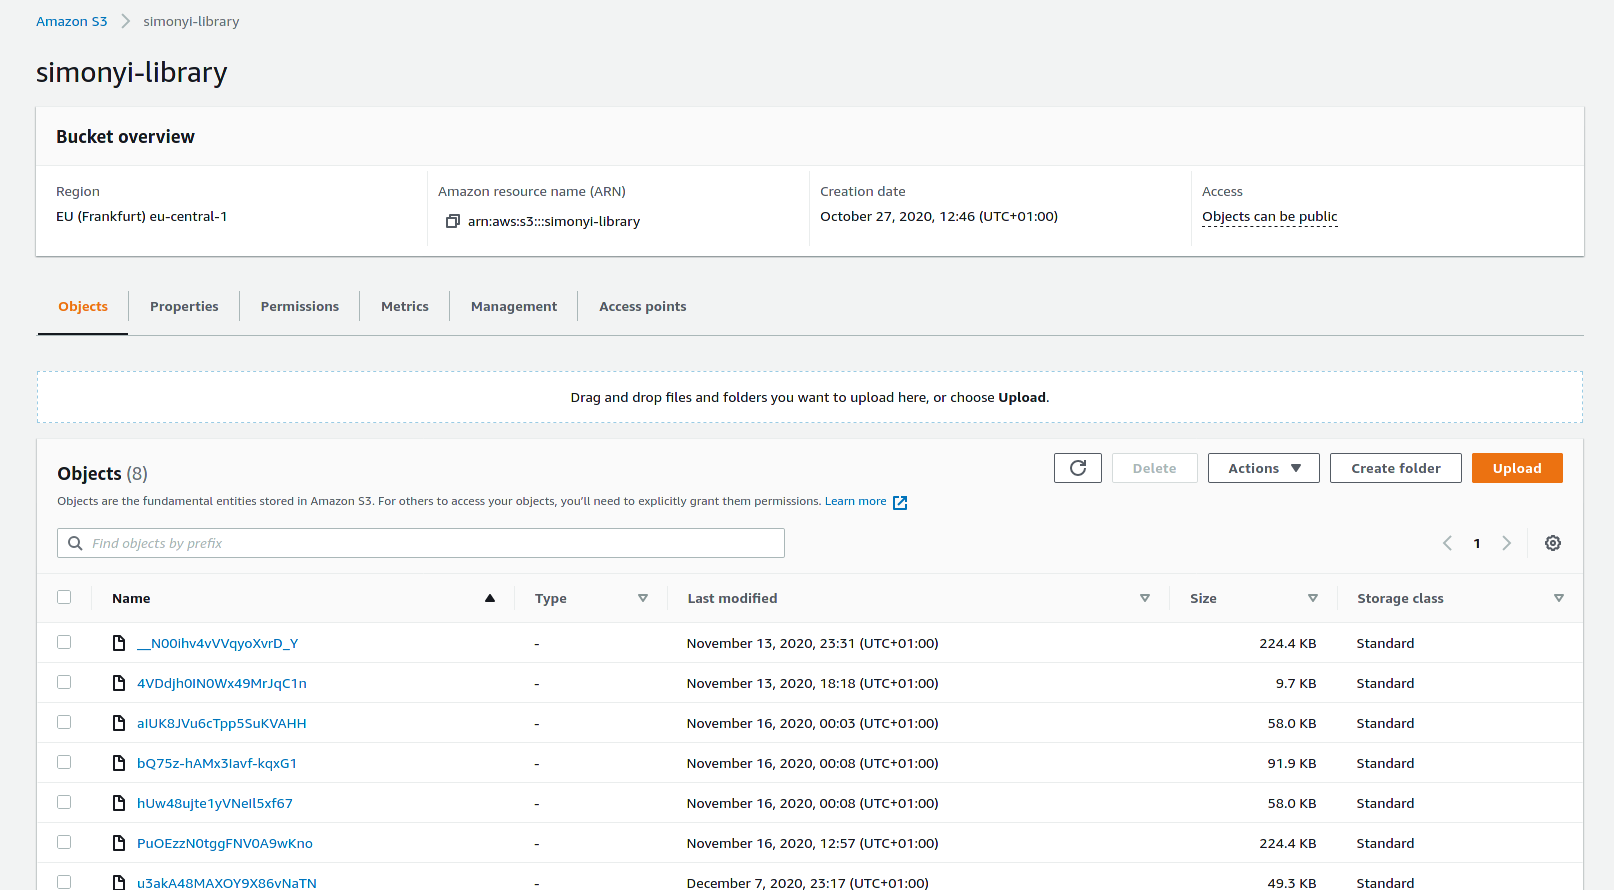 Amazon S3 > simonyi-library
simonyi-library
Bucket overview
Region
EU (Frankfurt) eu-central-1
Amazon resource name (ARN)
arn:aws:s3:::simonyi-library
Creation date
October 27, 2020, 12:46 (UTC+01:00)
Access
Objects can be public
Objects Properties Permissions Metrics Management Access points
Drag and drop files and folders you want to upload here, or choose Upload.
Objects (8)
Delete Actions Create folder Upload
Objects are the fundamental entities stored in Amazon S3. For others to access your objects, you’ll need to explicitly grant them permissions. Learn more
Find objects by prefix
1
Name Type Last modified Size Storage class
__N00ihv4vVVqyoXvrD_Y - November 13, 2020, 23:31 (UTC+01:00) 224.4 KB Standard
4VDdjh0IN0Wx49MrJqC1n - November 13, 2020, 18:18 (UTC+01:00) 9.7 KB Standard
aIUK8JVu6cTpp5SuKVAHH - November 16, 2020, 00:03 (UTC+01:00) 58.0 KB Standard
bQ75z-hAMx3Iavf-kqxG1 - November 16, 2020, 00:08 (UTC+01:00) 91.9 KB Standard
hUw48ujte1yVNeIl5xf67 - November 16, 2020, 00:08 (UTC+01:00) 58.0 KB Standard
PuOEzzN0tggFNV0A9wKno - November 16, 2020, 12:57 (UTC+01:00) 224.4 KB Standard
u3akA48MAXOY9X86vNaTN - December 7, 2020, 23:17 (UTC+01:00) 49.3 KB Standard